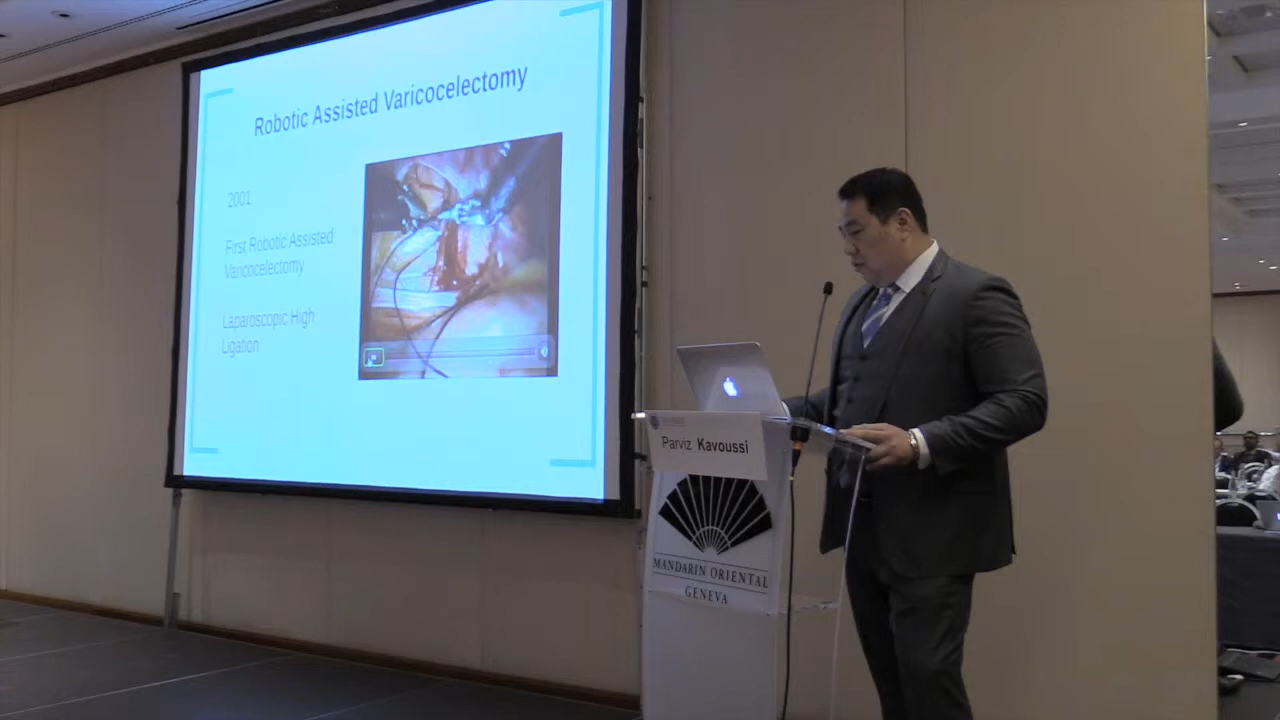 Robotic Assisted Varicocelectomy
2001
First Robotic Assisted
Varicocelectomy
Laparoscopic High
Ligation
Parviz Kavoussi
MANDARIN ORIENTAL
GENEVA